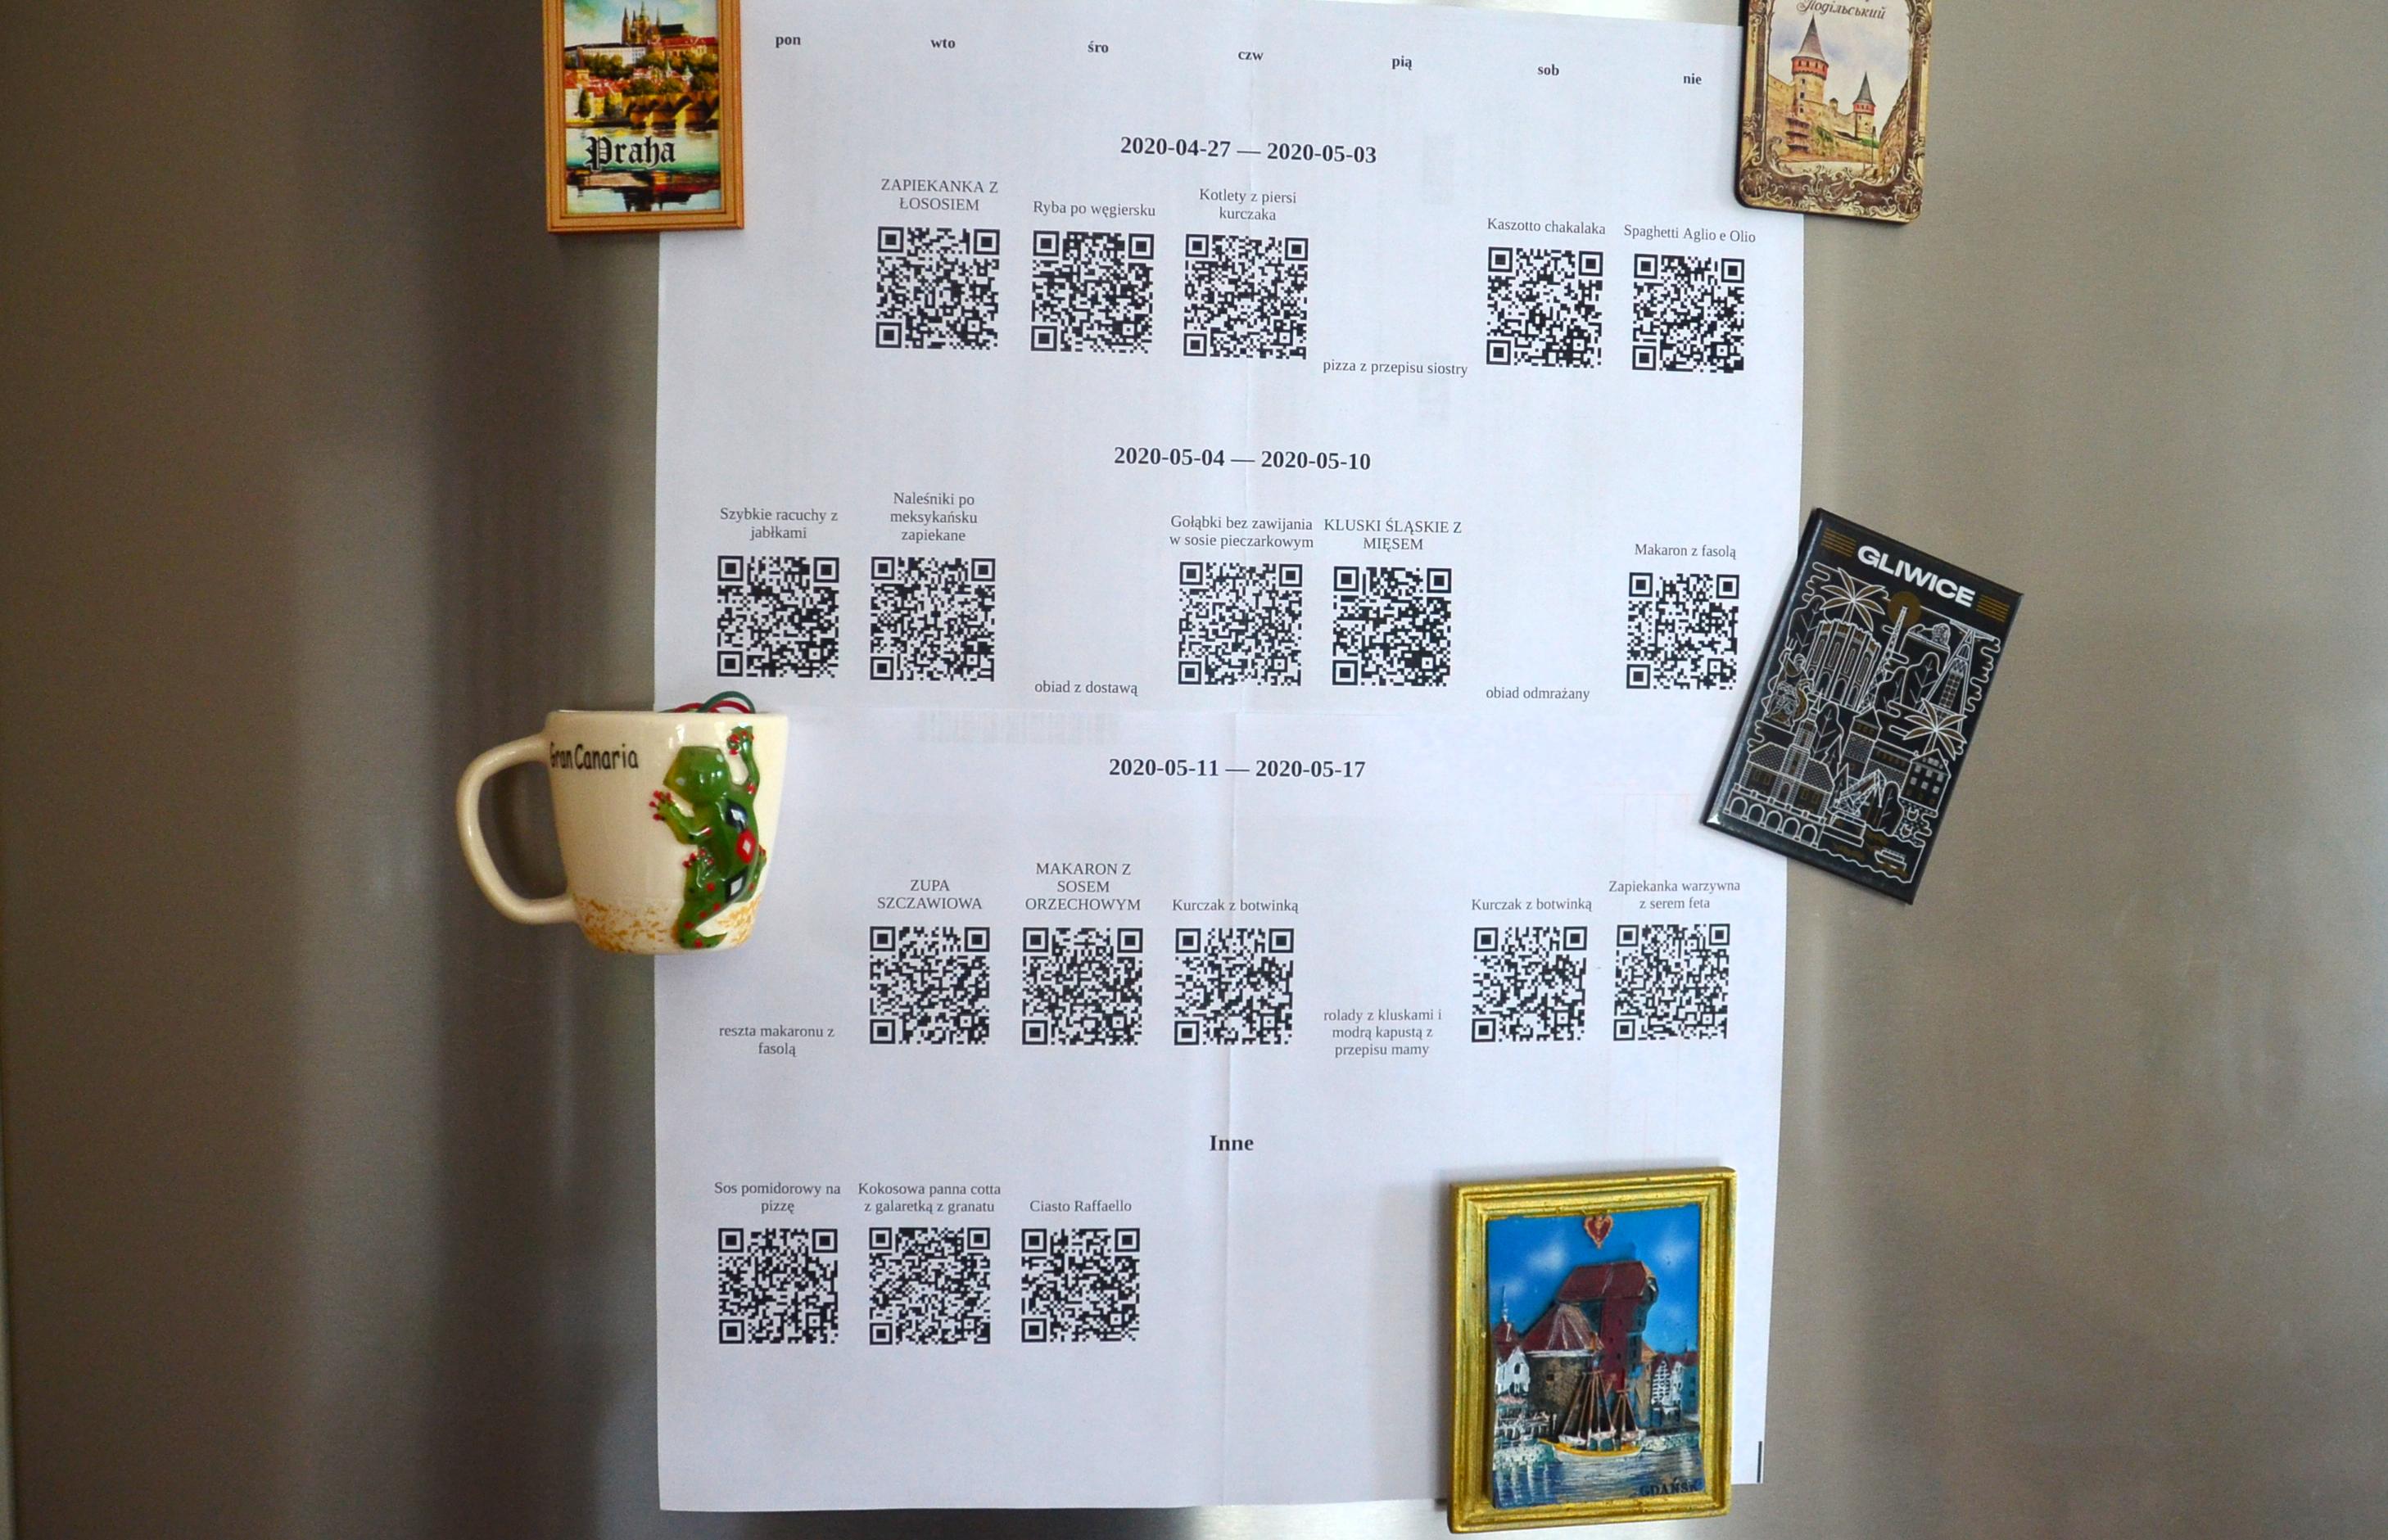 Praha
Подільський
pon wto śro czw pią sob nie
2020-04-27 — 2020-05-03
ZAPIEKANKA Z
ŁOSOSIEM
Ryba po węgiersku
Kotlety z piersi
kurczaka
pizza z przepisu siostry
Kaszotto chakalaka
Spaghetti Aglio e Olio
2020-05-04 — 2020-05-10
Szybkie racuchy z
jabłkami
Naleśniki po
meksykańsku
zapiekane
obiad z dostawą
Gołąbki bez zawijania
w sosie pieczarkowym
KLUSKI ŚLĄSKIE Z
MIĘSEM
obiad odmrażany
Makaron z fasolą
GLIWICE
Gran Canaria
2020-05-11 — 2020-05-17
reszta makaronu z
fasolą
ZUPA
SZCZAWIOWA
MAKARON Z
SOSEM
ORZECHOWYM
Kurczak z botwinką
rolady z kluskami i
modrą kapustą z
przepisu mamy
Kurczak z botwinką
Zapiekanka warzywna
z serem feta
Inne
Sos pomidorowy na
pizzę
Kokosowa panna cotta
z galaretką z granatu
Ciasto Raffaello
GDAŃSK